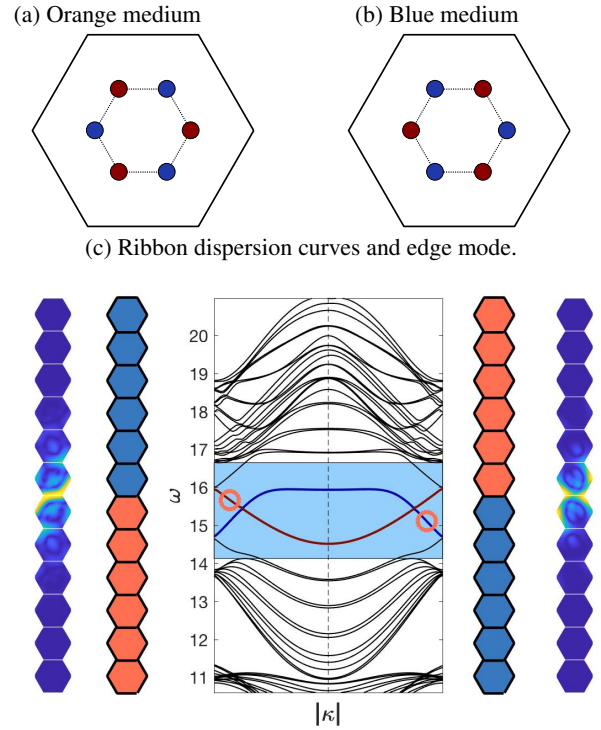 (a) Orange medium
(b) Blue medium
(c) Ribbon dispersion curves and edge mode.
20
19
18
17
16
15
14
13
12
11
ω
|κ|